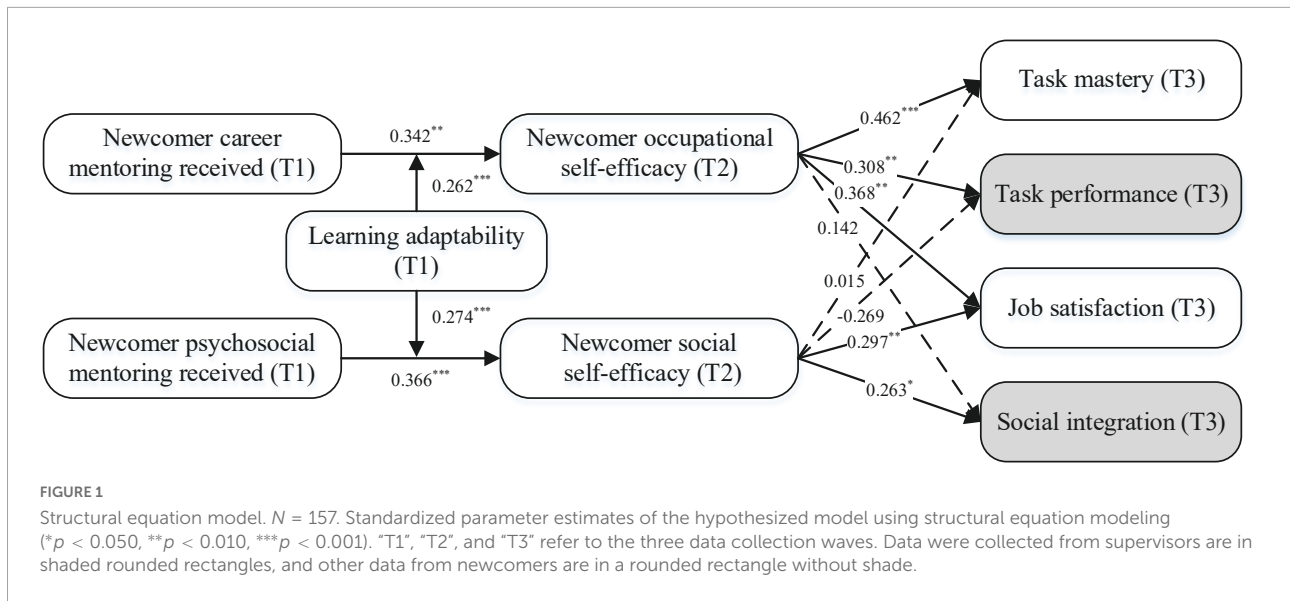 Newcomer career
mentoring received (T1)
0.342**
Newcomer occupational
self-efficacy (T2)
0.262***
Learning adaptability
(T1)
0.274***
Newcomer psychosocial
mentoring received (T1)
0.366***
Newcomer social
self-efficacy (T2)
0.462***
0.308**
0.368**
0.142
0.015
-0.269
0.297**
0.263*
Task mastery (T3)
Task performance (T3)
Job satisfaction (T3)
Social integration (T3)
FIGURE 1
Structural equation model. N = 157. Standardized parameter estimates of the hypothesized model using structural equation modeling
(*p < 0.050, **p < 0.010, ***p < 0.001). “T1”, “T2”, and “T3” refer to the three data collection waves. Data were collected from supervisors are in
shaded rounded rectangles, and other data from newcomers are in a rounded rectangle without shade.